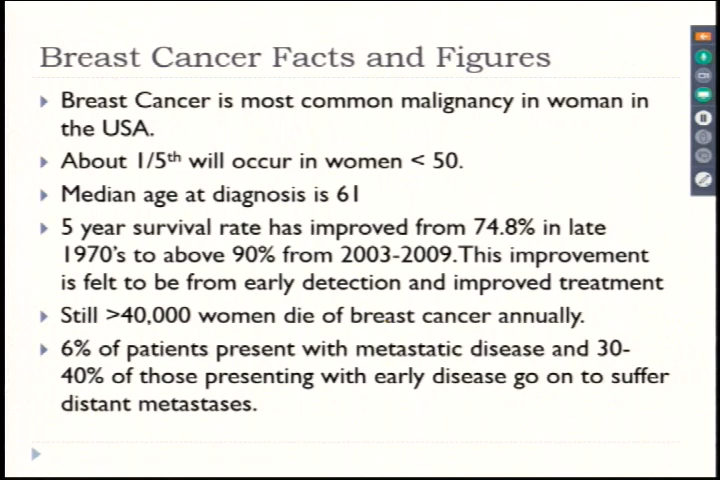 Breast Cancer Facts and Figures
Breast Cancer is most common malignancy in woman in
the USA.
About 1/5th will occur in women < 50.
Median age at diagnosis is 61
5 year survival rate has improved from 74.8% in late
1970's to above 90% from 2003-2009.This improvement
is felt to be from early detection and improved treatment
Still >40,000 women die of breast cancer annually.
6% of patients present with metastatic disease and 30-
40% of those presenting with early disease go on to suffer
distant metastases.